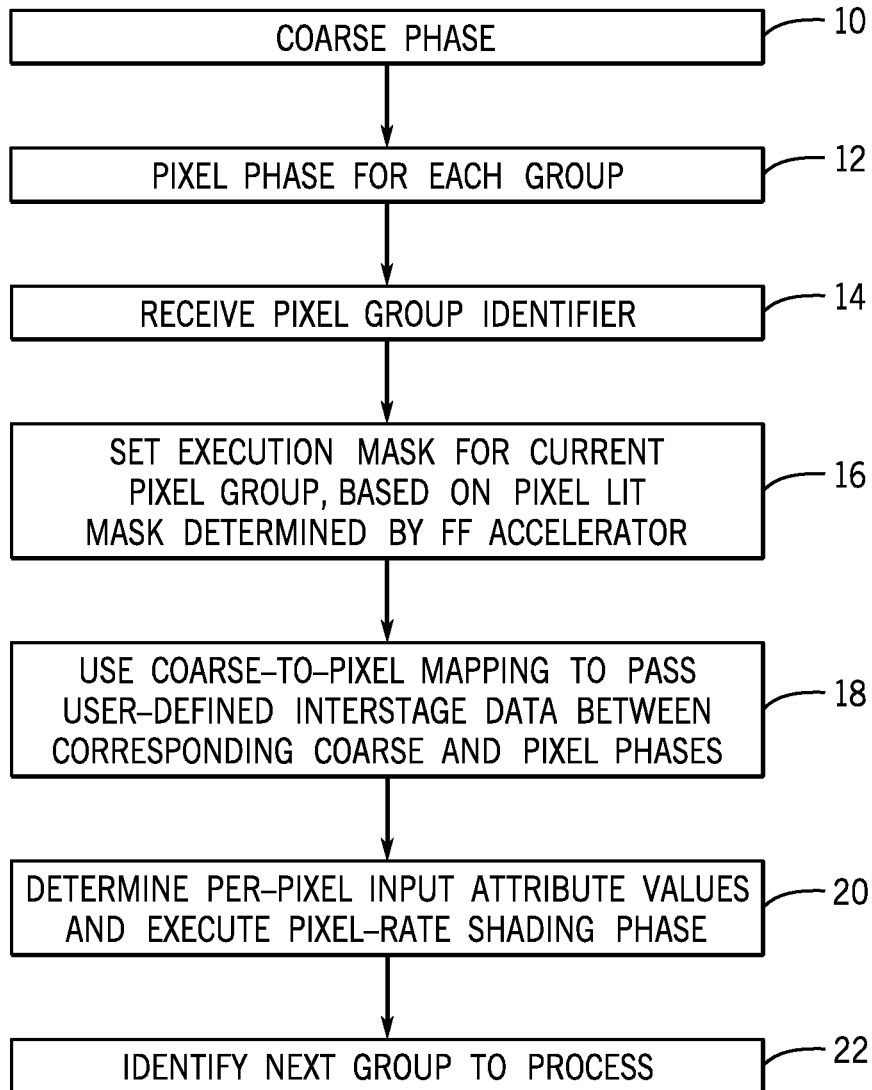 COARSE PHASE
10
PIXEL PHASE FOR EACH GROUP
12
RECEIVE PIXEL GROUP IDENTIFIER
14
SET EXECUTION MASK FOR CURRENT
PIXEL GROUP, BASED ON PIXEL LIT
MASK DETERMINED BY FF ACCELERATOR
16
USE COARSE–TO–PIXEL MAPPING TO PASS
USER–DEFINED INTERSTAGE DATA BETWEEN
CORRESPONDING COARSE AND PIXEL PHASES
18
DETERMINE PER–PIXEL INPUT ATTRIBUTE VALUES
AND EXECUTE PIXEL–RATE SHADING PHASE
20
IDENTIFY NEXT GROUP TO PROCESS
22